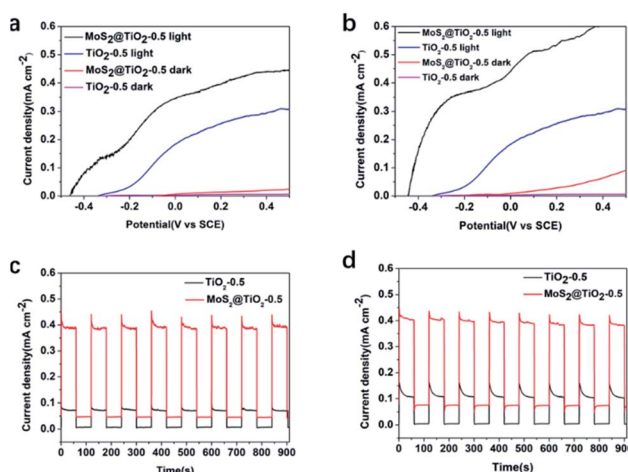 a
MoS2@TiO2-0.5 light
TiO2-0.5 light
MoS2@TiO2-0.5 dark
TiO2-0.5 dark
Current density(mA cm-2)
0.6
0.5
0.4
0.3
0.2
0.1
0.0
-0.4 -0.2 0.0 0.2 0.4
Potential(V vs SCE)
b
MoS2@TiO2-0.5 light
TiO2-0.5 light
MoS2@TiO2-0.5 dark
TiO2-0.5 dark
Current density(mA cm-2)
0.6
0.5
0.4
0.3
0.2
0.1
0.0
-0.4 -0.2 0.0 0.2 0.4
Potential(V vs SCE)
c
TiO2-0.5
MoS2@TiO2-0.5
Current density(mA cm-2)
0.6
0.5
0.4
0.3
0.2
0.1
0.0
0 100 200 300 400 500 600 700 800 900
Time(s)
d
TiO2-0.5
MoS2@TiO2-0.5
Current density(mA cm-2)
0.6
0.5
0.4
0.3
0.2
0.1
0.0
0 100 200 300 400 500 600 700 800 900
Time(s)